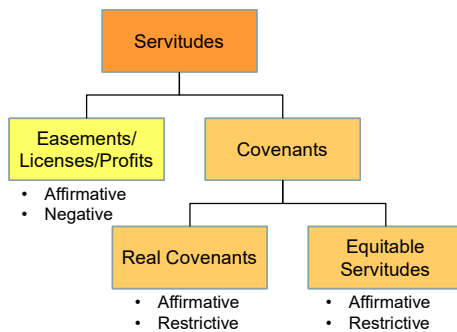 Servitudes
Easements/
Licenses/Profits
• Affirmative
• Negative
Covenants
Real Covenants
• Affirmative
• Restrictive
Equitable
Servitudes
• Affirmative
• Restrictive